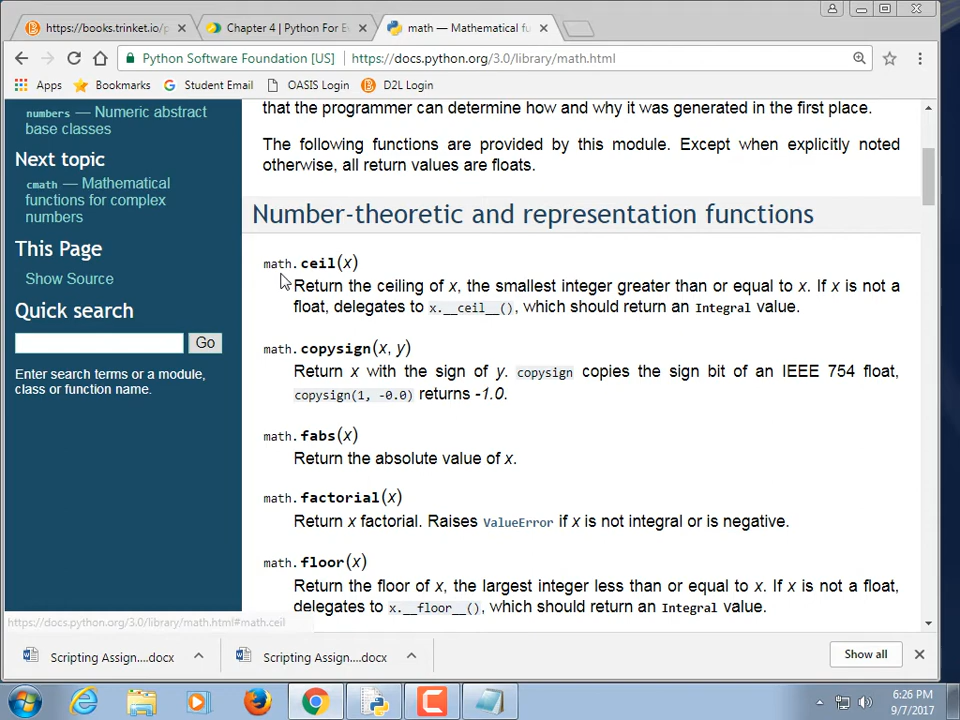 https://books.trinket.io/p
Chapter 4 | Python For E
math — Mathematical fu
Python Software Foundation [US]
https://docs.python.org/3.0/library/math.html
Apps
Bookmarks
Student Email
OASIS Login
D2L Login
numbers — Numeric abstract
base classes
Next topic
cmath — Mathematical
functions for complex
numbers
This Page
Show Source
Quick search
Go
Enter search terms or a module,
class or function name.
that the programmer can determine how and why it was generated in the first place.
The following functions are provided by this module. Except when explicitly noted
otherwise, all return values are floats.
Number-theoretic and representation functions
math.ceil(x)
Return the ceiling of x, the smallest integer greater than or equal to x. If x is not a
float, delegates to x.__ceil__(), which should return an Integral value.
math.copysign(x, y)
Return x with the sign of y. copysign copies the sign bit of an IEEE 754 float,
copysign(1, -0.0) returns -1.0.
math.fabs(x)
Return the absolute value of x.
math.factorial(x)
Return x factorial. Raises ValueError if x is not integral or is negative.
math.floor(x)
Return the floor of x, the largest integer less than or equal to x. If x is not a float,
delegates to x.__floor__(), which should return an Integral value.
https://docs.python.org/3.0/library/math.html#math.ceil
Scripting Assign....docx
Scripting Assign....docx
Show all
6:26 PM
9/7/2017